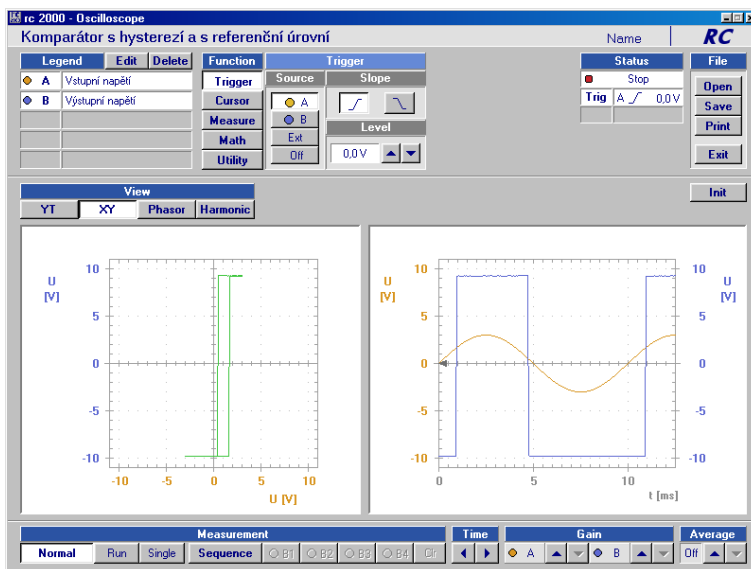 rc 2000 - Oscilloscope
Komparátor s hysterezí a s referenční úrovní
Name
RC
Legend Edit Delete
A Vstupní napětí
B Výstupní napětí
Function
Trigger
Cursor
Measure
Math
Utility
Trigger
Source Slope
A
B
Ext
Off
Level
0,0 V
Status
Stop
Trig A 0,0 V
File
Open
Save
Print
Exit
View
YT XY Phasor Harmonic
Init
U
[V]
10
5
0
-5
-10
-10 -5 0 5 10
U [V]
U
[V]
10
5
0
-5
-10
0 5 10
t [ms]
10
5
0
-5
-10
U
[V]
Measurement
Normal Run Single Sequence B1 B2 B3 B4 Clr
Time
Gain
A B
Average
Off